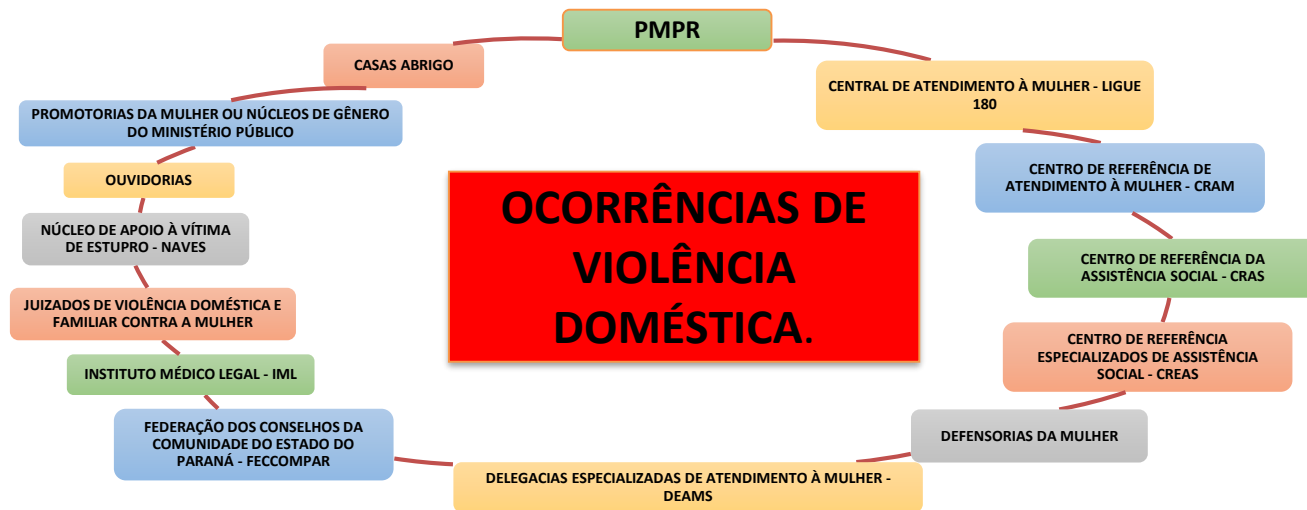 PMPR
CASAS ABRIGO
CENTRAL DE ATENDIMENTO À MULHER - LIGUE
180
PROMOTORIAS DA MULHER OU NÚCLEOS DE GÊNERO
DO MINISTÉRIO PÚBLICO
CENTRO DE REFERÊNCIA DE
ATENDIMENTO À MULHER - CRAM
OUVIDORIAS
OCORRÊNCIAS DE
VIOLÊNCIA
DOMÉSTICA.
NÚCLEO DE APOIO À VÍTIMA
DE ESTUPRO - NAVES
CENTRO DE REFERÊNCIA DA
ASSISTÊNCIA SOCIAL - CRAS
JUIZADOS DE VIOLÊNCIA DOMÉSTICA E
FAMILIAR CONTRA A MULHER
CENTRO DE REFERÊNCIA
ESPECIALIZADOS DE ASSISTÊNCIA
SOCIAL - CREAS
INSTITUTO MÉDICO LEGAL - IML
FEDERAÇÃO DOS CONSELHOS DA
COMUNIDADE DO ESTADO DO
PARANÁ - FECCOMPAR
DEFENSORIAS DA MULHER
DELEGACIAS ESPECIALIZADAS DE ATENDIMENTO À MULHER -
DEAMS